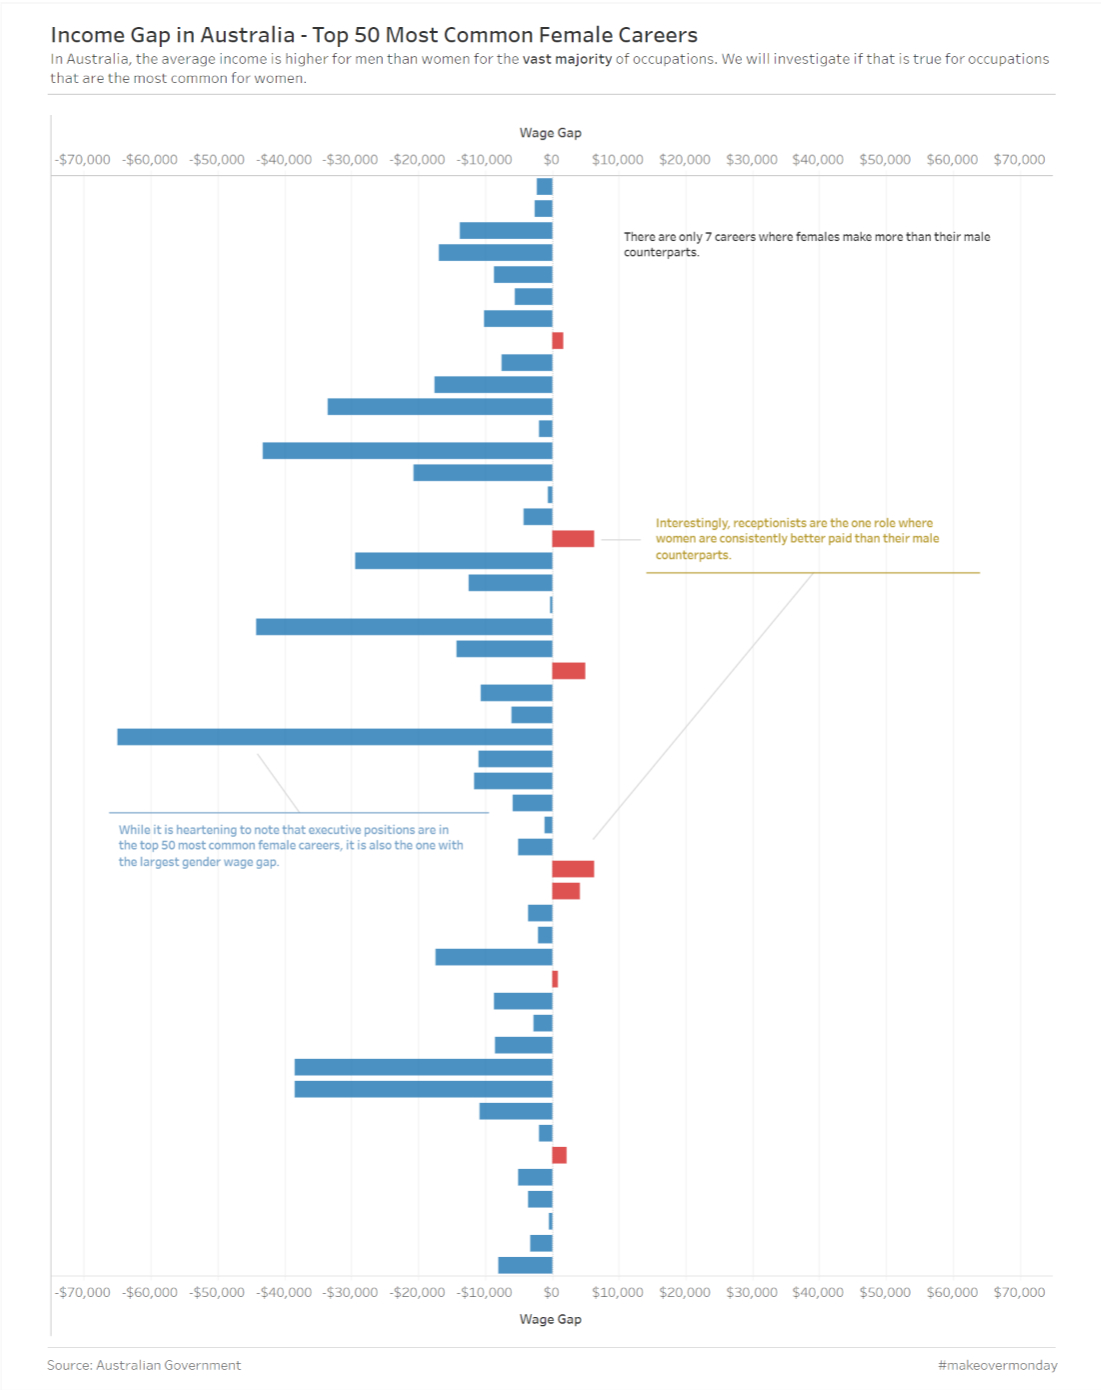 Income Gap in Australia - Top 50 Most Common Female Careers
In Australia, the average income is higher for men than women for the vast majority of occupations. We will investigate if that is true for occupations
that are the most common for women.
Wage Gap
-$70,000 -$60,000 -$50,000 -$40,000 -$30,000 -$20,000 -$10,000 $0 $10,000 $20,000 $30,000 $40,000 $50,000 $60,000 $70,000
There are only 7 careers where females make more than their male
counterparts.
Interestingly, receptionists are the one role where
women are consistently better paid than their male
counterparts.
While it is heartening to note that executive positions are in
the top 50 most common female careers, it is also the one with
the largest gender wage gap.
-$70,000 -$60,000 -$50,000 -$40,000 -$30,000 -$20,000 -$10,000 $0 $10,000 $20,000 $30,000 $40,000 $50,000 $60,000 $70,000
Wage Gap
Source: Australian Government
#makeovermonday